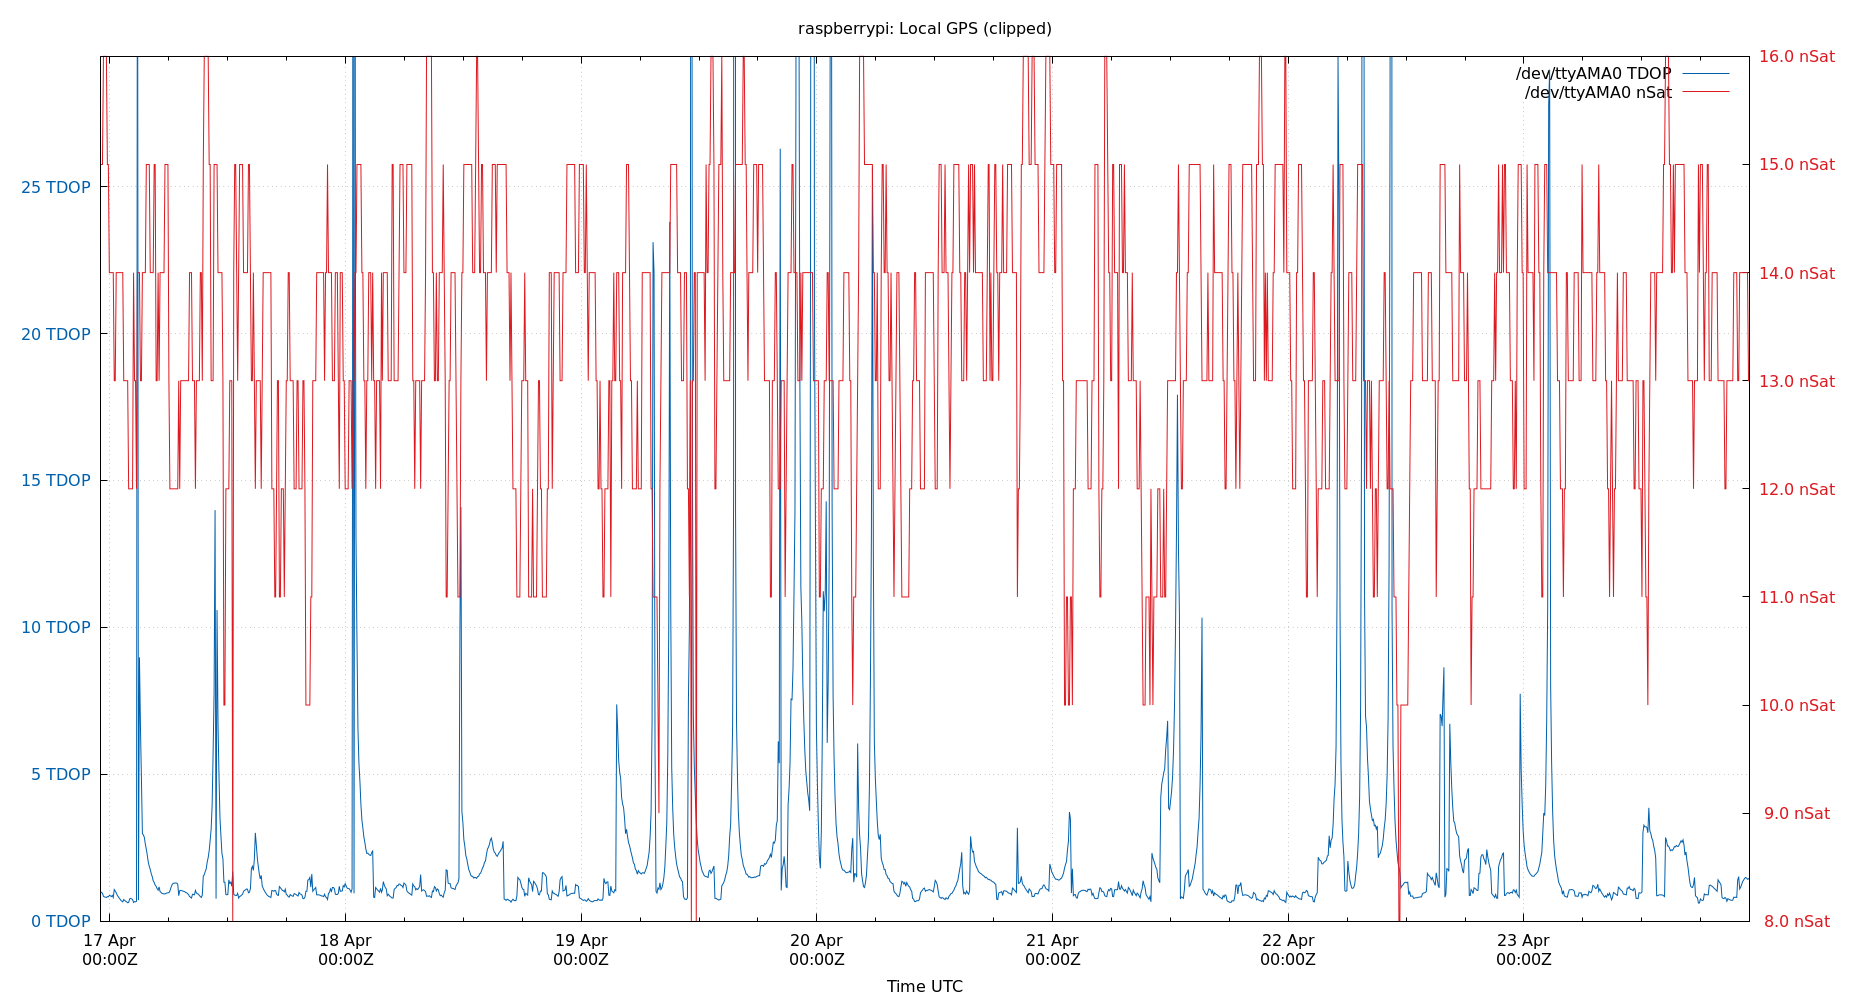 raspberrypi: Local GPS (clipped)
/dev/ttyAMA0 TDOP
/dev/ttyAMA0 nSat
25 TDOP
20 TDOP
15 TDOP
10 TDOP
5 TDOP
0 TDOP
16.0 nSat
15.0 nSat
14.0 nSat
13.0 nSat
12.0 nSat
11.0 nSat
10.0 nSat
9.0 nSat
8.0 nSat
17 Apr
00:00Z
18 Apr
00:00Z
19 Apr
00:00Z
20 Apr
00:00Z
21 Apr
00:00Z
22 Apr
00:00Z
23 Apr
00:00Z
Time UTC